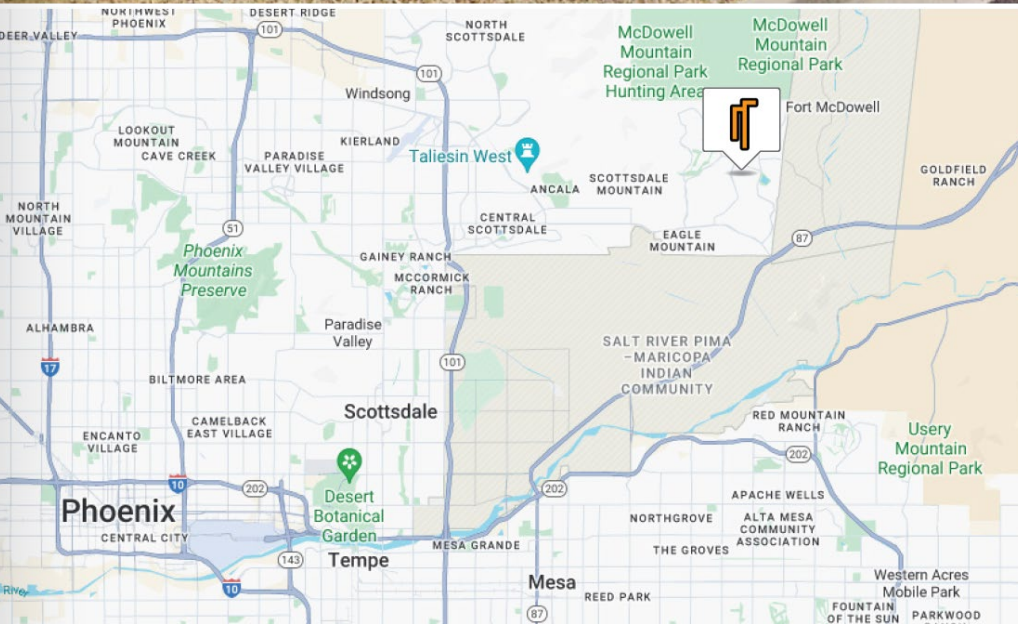 NORTHWEST
PHOENIX
DESERT RIDGE
DEER VALLEY
101
NORTH
SCOTTSDALE
McDowell
Mountain
Regional Park
Hunting Area
McDowell
Mountain
Regional Park
101
Windsong
Fort McDowell
LOOKOUT
MOUNTAIN
CAVE CREEK
KIERLAND
PARADISE
VALLEY VILLAGE
Taliesin West
ANCALA
SCOTTSDALE
MOUNTAIN
GOLDFIELD
RANCH
NORTH
MOUNTAIN
VILLAGE
51
CENTRAL
SCOTTSDALE
EAGLE
MOUNTAIN
87
Phoenix
Mountains
Preserve
GAINEY RANCH
MCCORMICK
RANCH
ALHAMBRA
Paradise
Valley
SALT RIVER PIMA
-MARICOPA
INDIAN
COMMUNITY
17
101
BILTMORE AREA
Scottsdale
CAMELBACK
EAST VILLAGE
RED MOUNTAIN
RANCH
ENCANTO
VILLAGE
Usery
Mountain
Regional Park
202
10
202
202
Desert
Botanical
Garden
APACHE WELLS
Phoenix
CENTRAL CITY
NORTHGROVE
ALTA MESA
COMMUNITY
ASSOCIATION
MESA GRANDE
THE GROVES
143
Tempe
Mesa
Western Acres
Mobile Park
River
10
REED PARK
87
FOUNTAIN
OF THE SUN
PARKWOOD